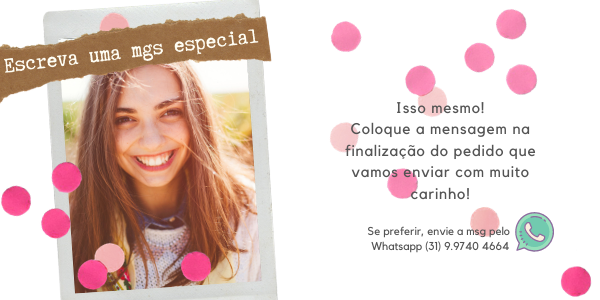 Escreva uma mgs especial
Isso mesmo!
Coloque a mensagem na
finalização do pedido que
vamos enviar com muito
carinho!
Se preferir, envie a msg pelo
Whatsapp (31) 9.9740 4664